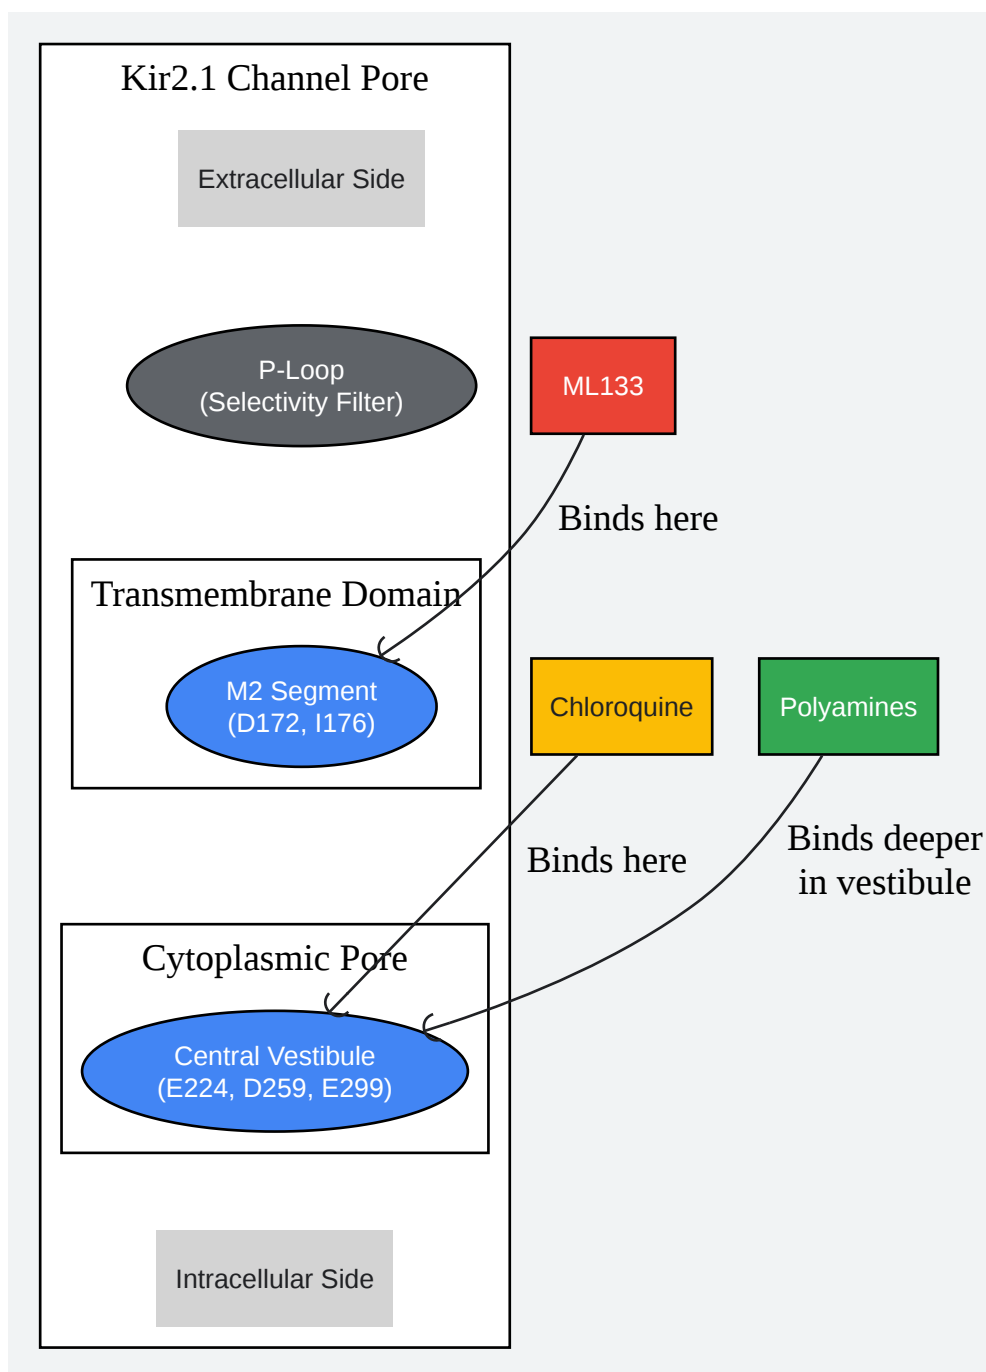 Kir2.1 Channel Pore
Extracellular Side
P-Loop
(Selectivity Filter)
ML133
Binds here
Transmembrane Domain
M2 Segment
(D172, I176)
Chloroquine
Polyamines
Binds here
Binds deeper
in vestibule
Cytoplasmic Pore
Central Vestibule
(E224, D259, E299)
Intracellular Side